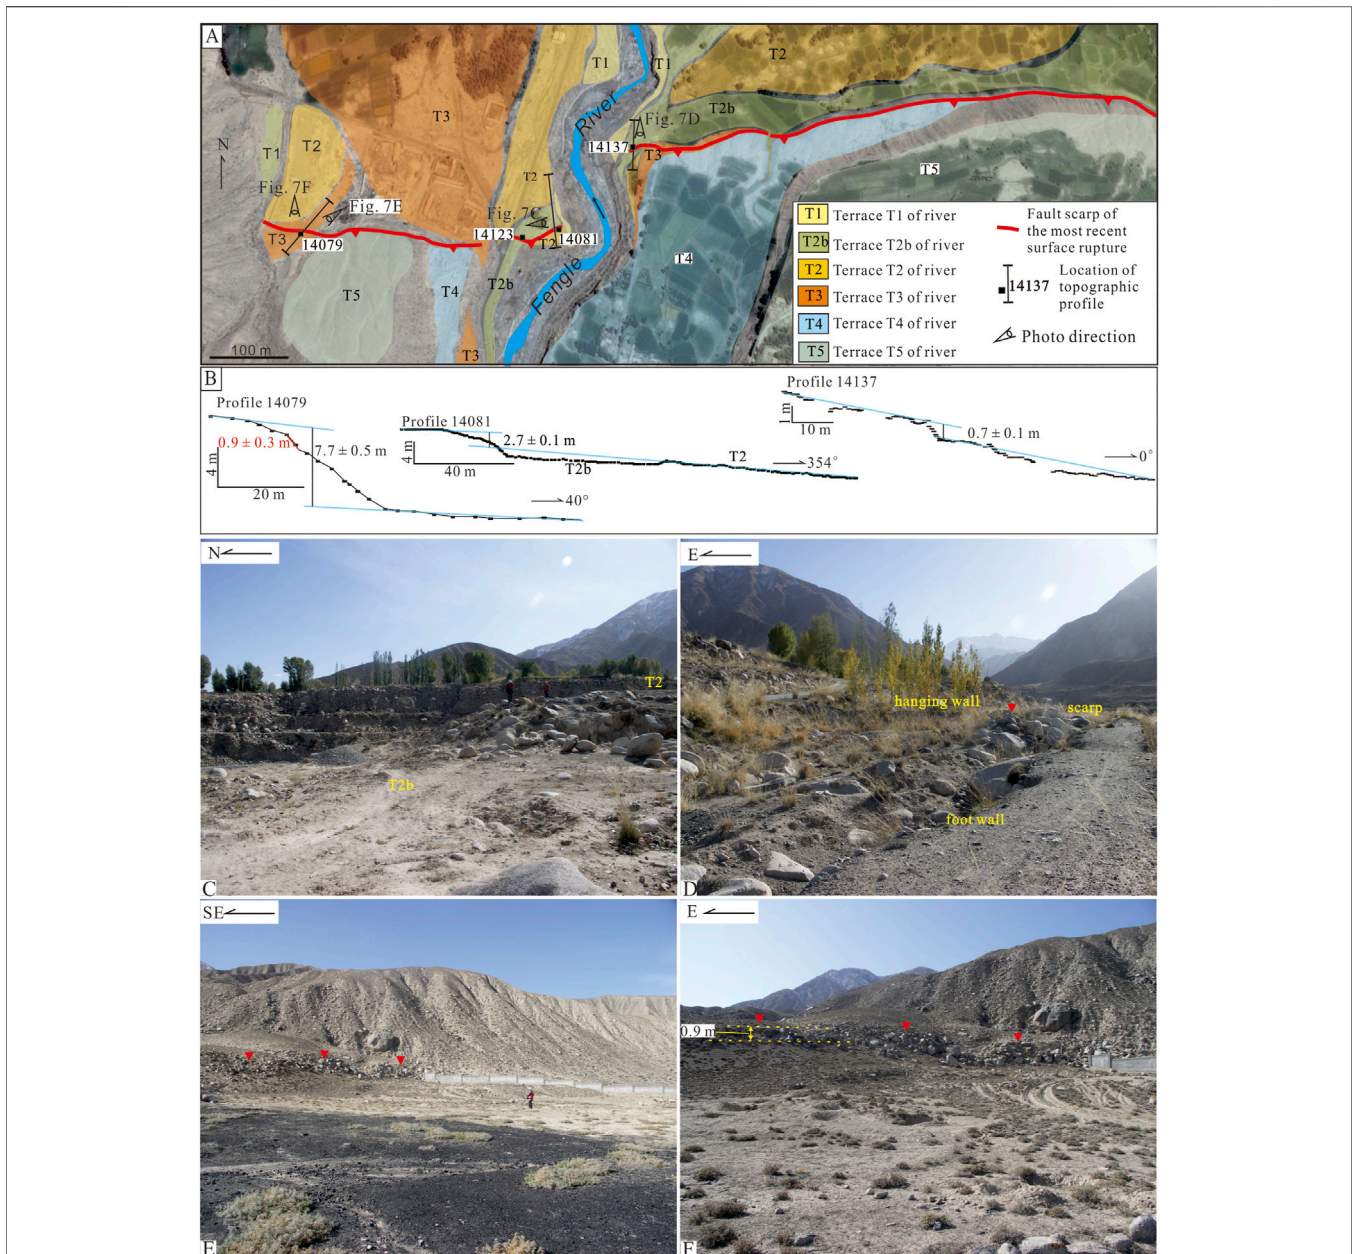 A
T1
T1
T2
T2b
T3
River
Fig. 7D
14137
T3
N
T1
T2
T2
T5
Fig. 7F
Fig. 7E
Fig. 7C
T3
14079
14123
T2
14081
T2b
T4
T5
T4
Fengle
T3
100 m
T1 Terrace T1 of river
T2b Terrace T2b of river
T2 Terrace T2 of river
T3 Terrace T3 of river
T4 Terrace T4 of river
T5 Terrace T5 of river
Fault scarp of
the most recent
surface rupture
14137 Location of
topographic
profile
Photo direction
B
Profile 14079
0.9 ± 0.3 m
7.7 ± 0.5 m
4 m
20 m
40°
Profile 14081
2.7 ± 0.1 m
4 m
40 m
T2b
T2
354°
Profile 14137
1 m
10 m
0.7 ± 0.1 m
0°
N
T2
T2b
C
E
hanging wall
scarp
foot wall
D
SE
E
E
0.9 m
F